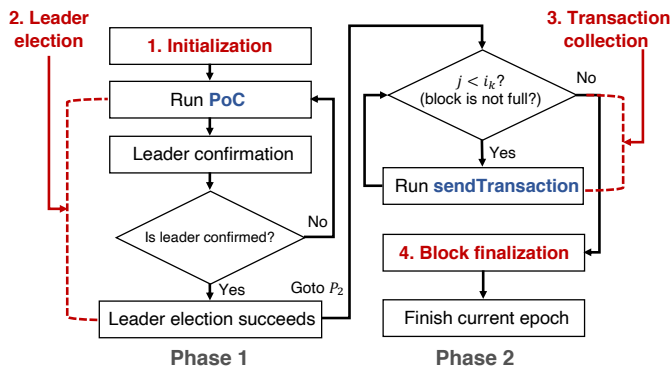 2. Leader
election
1. Initialization
Run PoC
Leader confirmation
Is leader confirmed?
No
Yes
Goto P₂
Leader election succeeds
Phase 1
3. Transaction
collection
j < iₖ?
(block is not full?)
No
Yes
Run sendTransaction
4. Block finalization
Finish current epoch
Phase 2